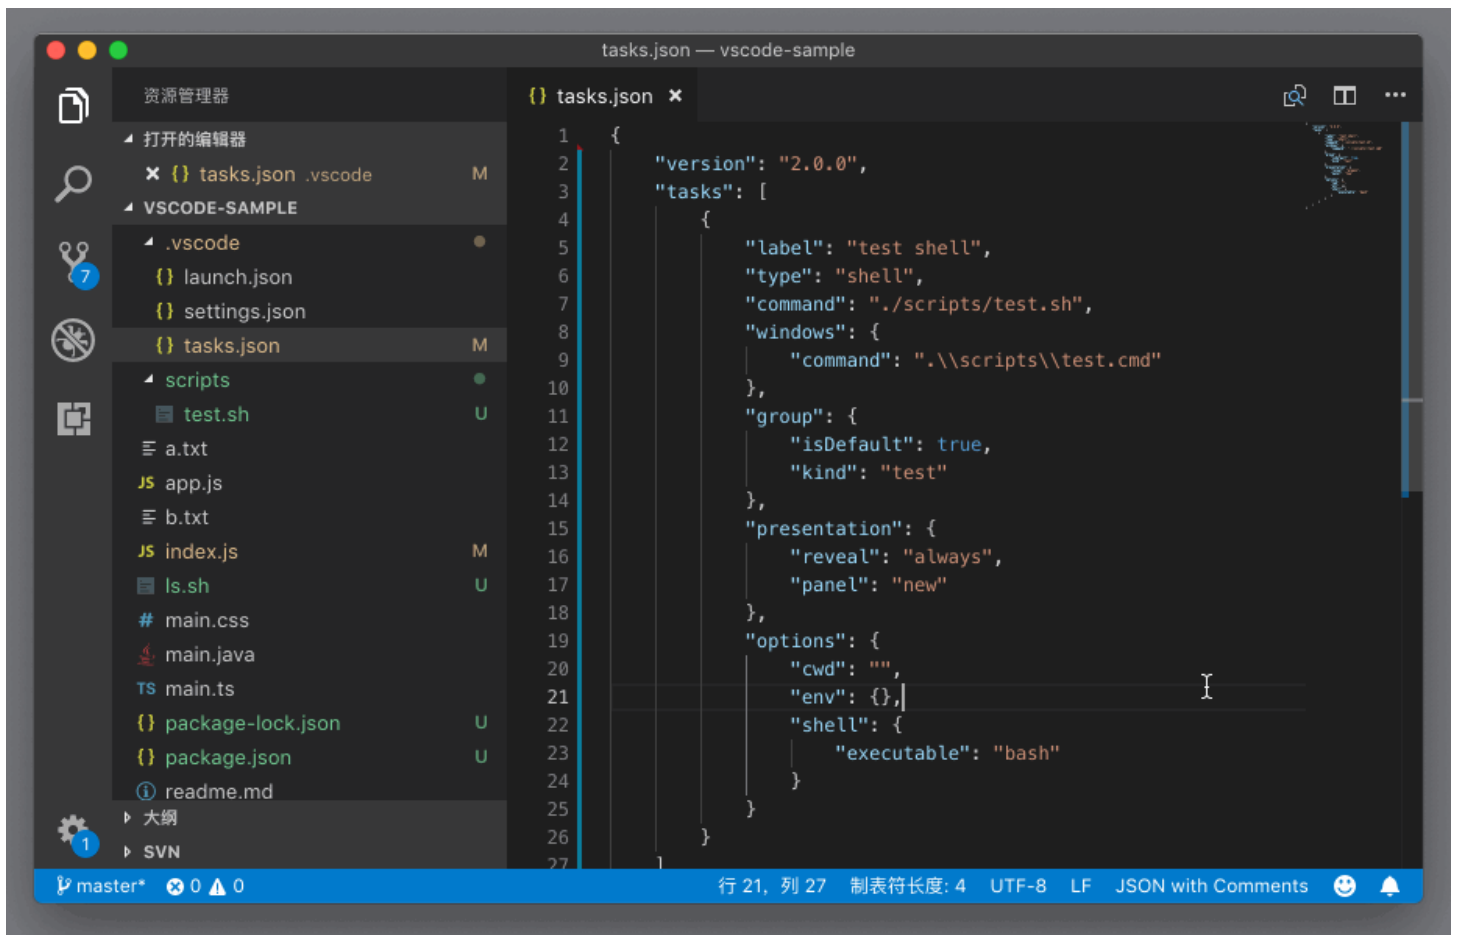 tasks.json — vscode-sample
资源管理器
打开的编辑器
{} tasks.json .vscode M
VSCODE-SAMPLE
.vscode
{} launch.json
{} settings.json
{} tasks.json M
scripts
test.sh U
a.txt
JS app.js
b.txt
JS index.js M
ls.sh U
# main.css
main.java
TS main.ts
{} package-lock.json U
{} package.json U
readme.md
大纲
SVN
7
1
{} tasks.json
1 {
2 "version": "2.0.0",
3 "tasks": [
4 {
5 "label": "test shell",
6 "type": "shell",
7 "command": "./scripts/test.sh",
8 "windows": {
9 "command": ".\\scripts\\test.cmd"
10 },
11 "group": {
12 "isDefault": true,
13 "kind": "test"
14 },
15 "presentation": {
16 "reveal": "always",
17 "panel": "new"
18 },
19 "options": {
20 "cwd": "",
21 "env": {},
22 "shell": {
23 "executable": "bash"
24 }
25 }
26 }
27 ]
master* 0 0 行 21, 列 27 制表符长度: 4 UTF-8 LF JSON with Comments